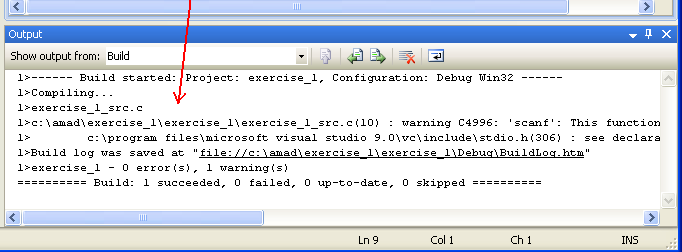 Output
Show output from: Build
1>------ Build started: Project: exercise_1, Configuration: Debug Win32 ------
1>Compiling...
1>exercise_1_src.c
1>c:\amad\exercise_1\exercise_1\exercise_1_src.c(10) : warning C4996: 'scanf': This function
1>        c:\program files\microsoft visual studio 9.0\vc\include\stdio.h(306) : see declara
1>Build log was saved at "file://c:\amad\exercise_1\exercise_1\Debug\BuildLog.htm"
1>exercise_1 - 0 error(s), 1 warning(s)
========== Build: 1 succeeded, 0 failed, 0 up-to-date, 0 skipped ==========
Ln 9 Col 1 Ch 1 INS